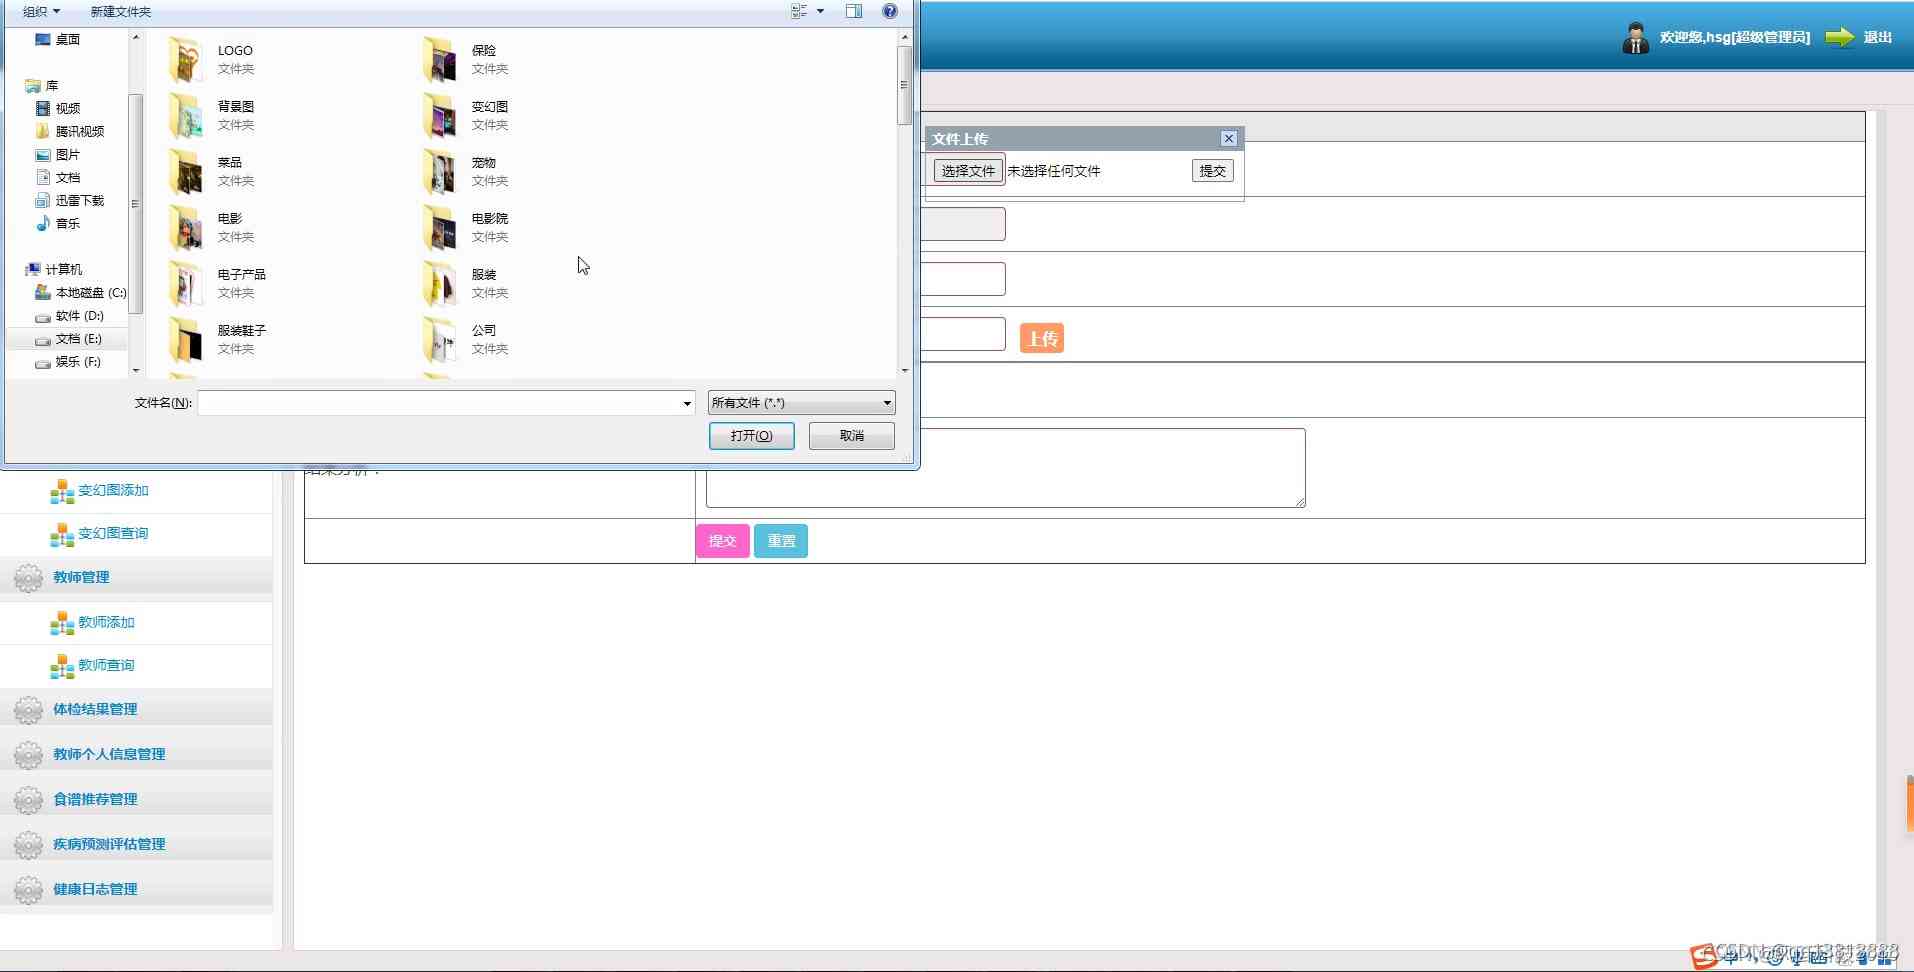 组织 新建文件夹
欢迎您,hsg[超级管理员] 退出
桌面
库
视频
腾讯视频
图片
文档
迅雷下载
音乐
计算机
本地磁盘 (C:)
软件 (D:)
文档 (E:)
娱乐 (F:)
LOGO
文件夹
保险
文件夹
背景图
文件夹
变幻图
文件夹
菜品
文件夹
宠物
文件夹
电影
文件夹
电影院
文件夹
电子产品
文件夹
服装
文件夹
服装鞋子
文件夹
公司
文件夹
文件名(N):
所有文件 (*.*)
打开(O) 取消
文件上传
选择文件 未选择任何文件 提交
上传
结果分析：
提交 重置
变幻图添加
变幻图查询
教师管理
教师添加
教师查询
体检结果管理
教师个人信息管理
食谱推荐管理
疾病预测评估管理
健康日志管理